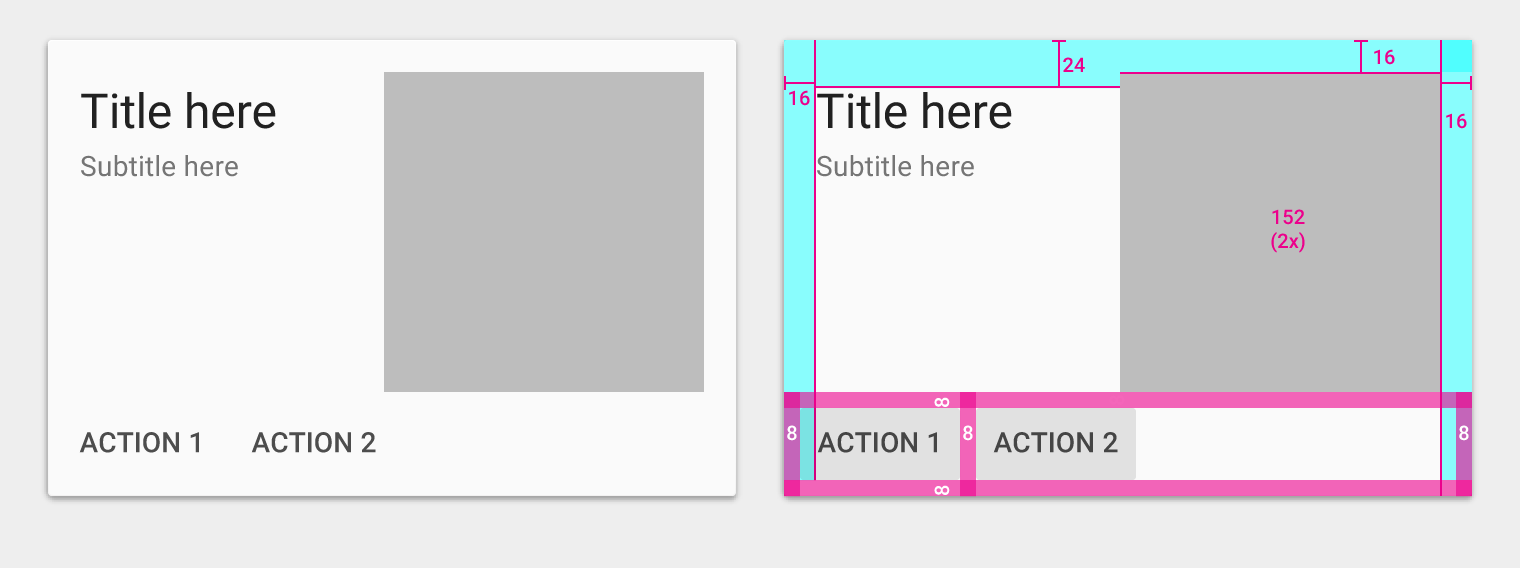 Title here
Subtitle here
ACTION 1 ACTION 2
24
16
16
Title here
16
Subtitle here
152
(2x)
8
8
ACTION 1
8
ACTION 2
8
8